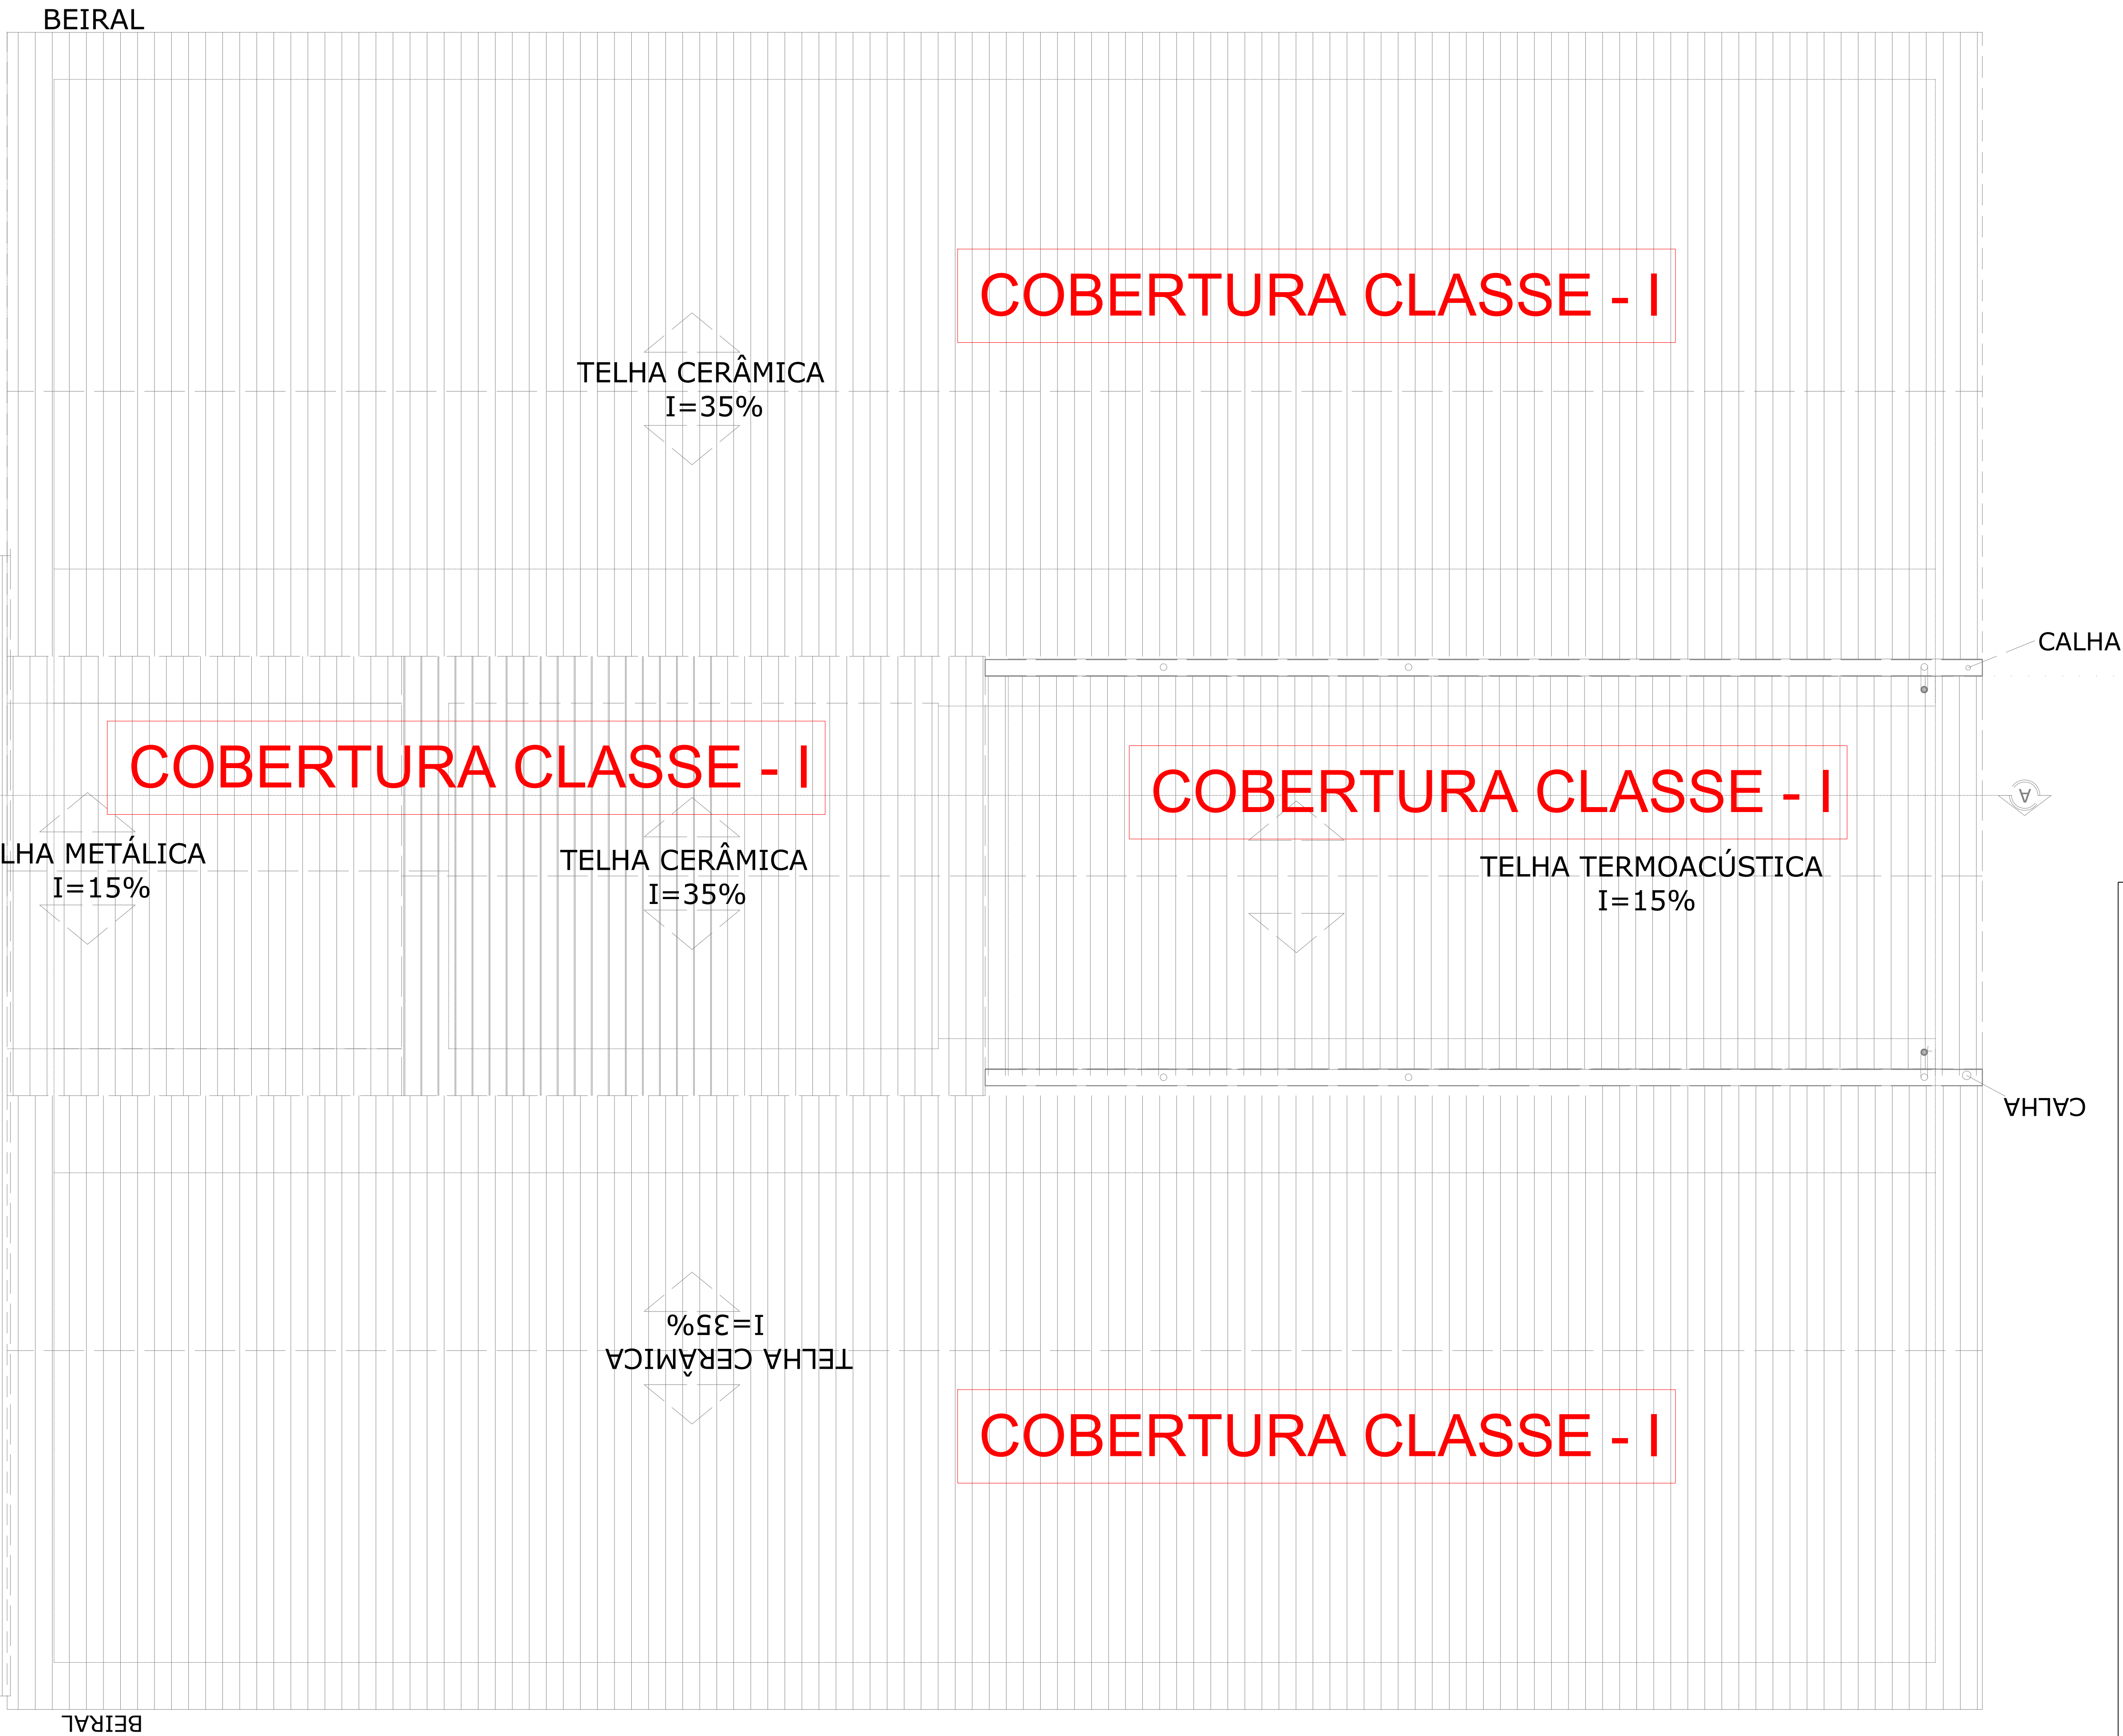 BEIRAL
COBERTURA CLASSE - I
TELHA CERÂMICA
I=35%
CALHA
COBERTURA CLASSE - I
COBERTURA CLASSE - I
A
LHA METÁLICA
I=15%
TELHA CERÂMICA
I=35%
TELHA TERMOACÚSTICA
I=15%
CALHA
TELHA CERÂMICA
I=35%
COBERTURA CLASSE - I
BEIRAL